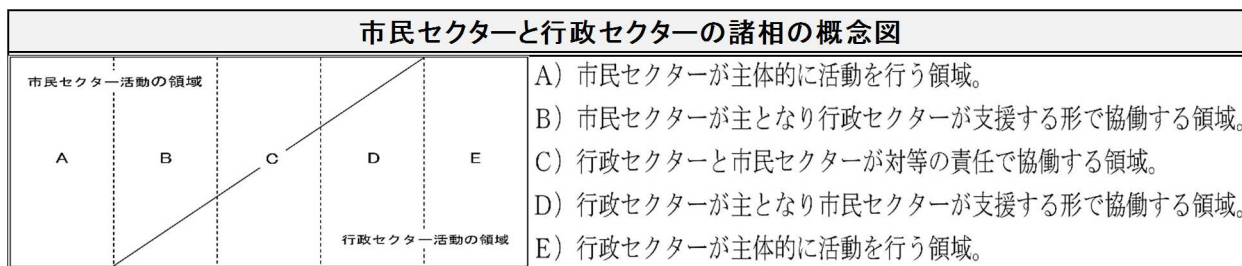 市民セクターと行政セクターの諸相の概念図
市民セクター活動の領域
A
B
C
D
E
行政セクター活動の領域
A）市民セクターが主体的に活動を行う領域。
B）市民セクターが主となり行政セクターが支援する形で協働する領域。
C）行政セクターと市民セクターが対等の責任で協働する領域。
D）行政セクターが主となり市民セクターが支援する形で協働する領域。
E）行政セクターが主体的に活動を行う領域。